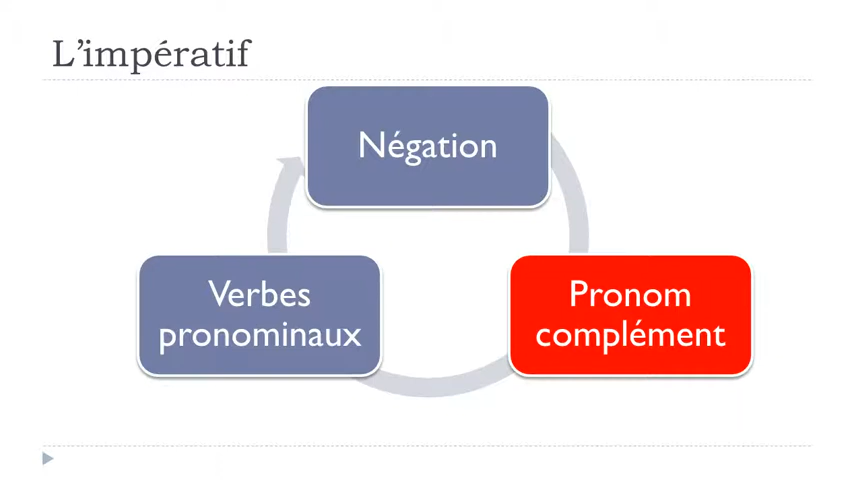 L'impératif
Négation
Pronom
complément
Verbes
pronominaux